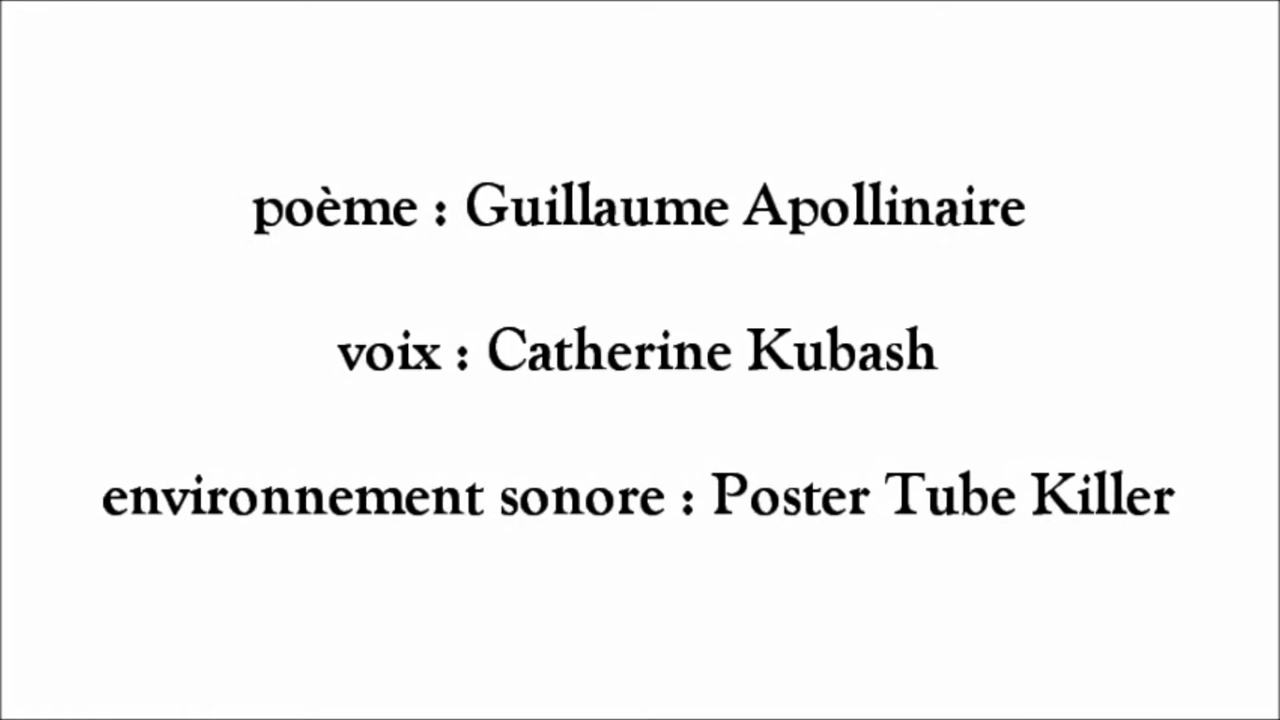 poème : Guillaume Apollinaire
voix : Catherine Kubash
environnement sonore : Poster Tube Killer